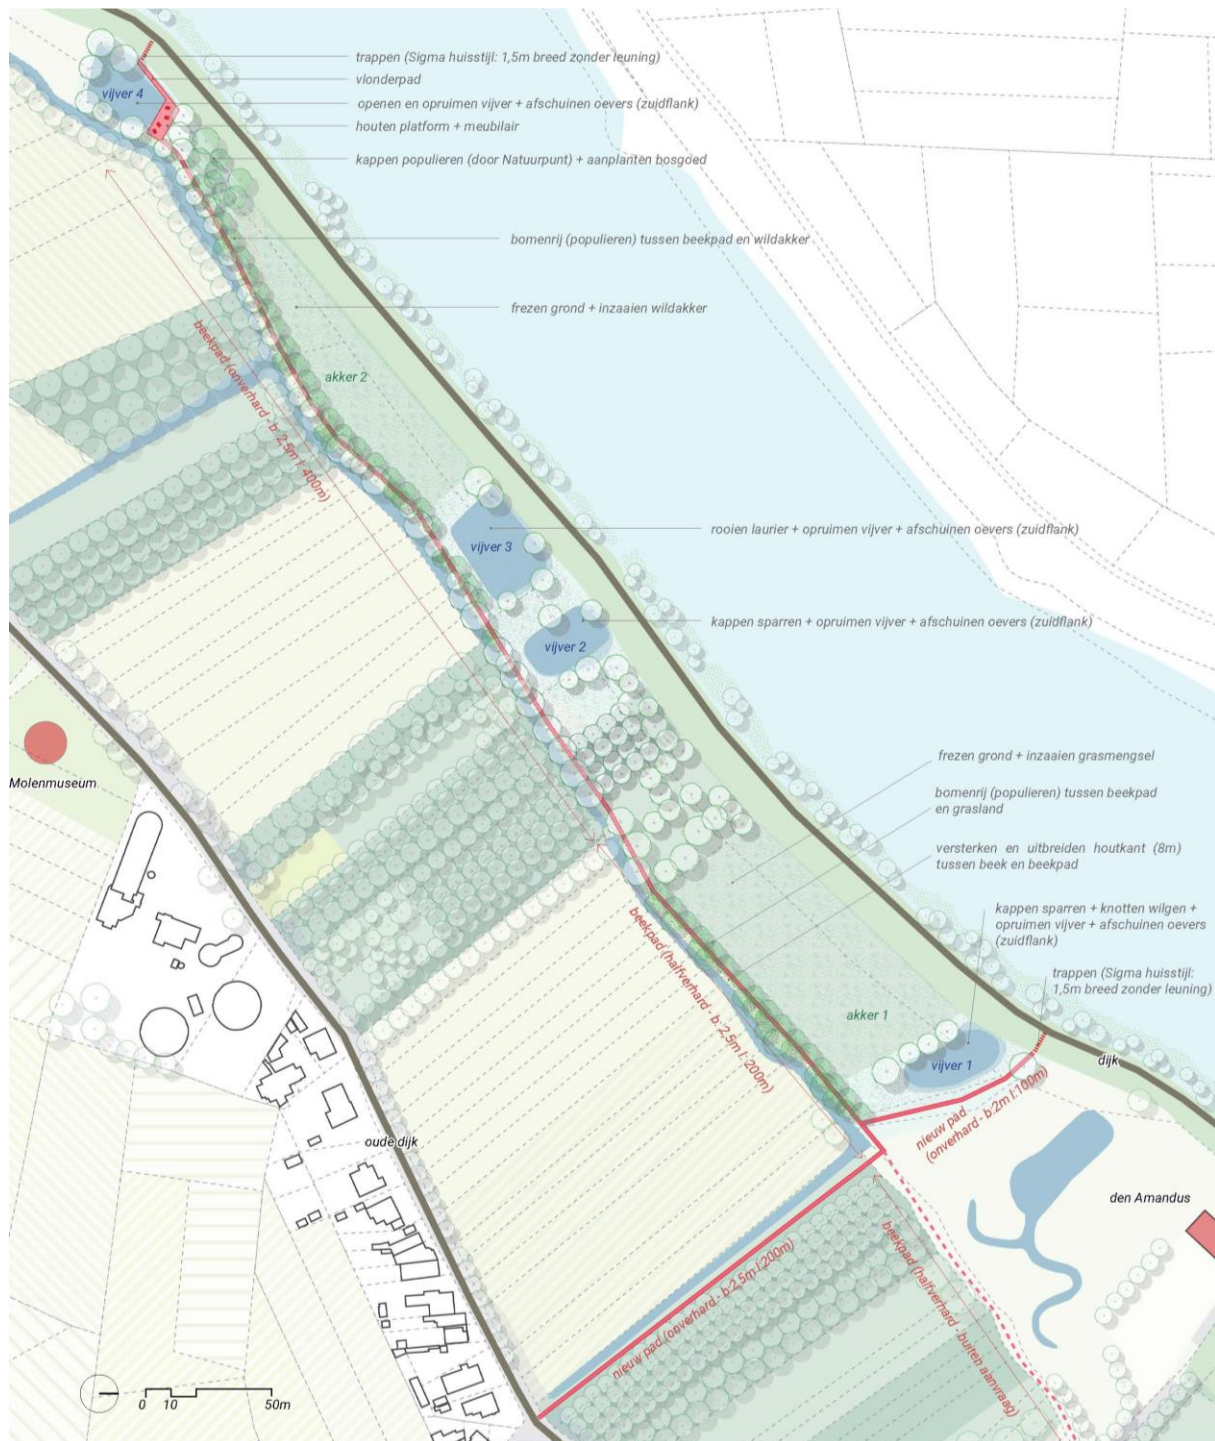 trappen (Sigma huisstijl: 1,5m breed zonder leuning)
vlonderpad
vijver 4
openen en opruimen vijver + afschuinen oevers (zuidflank)
houten platform + meubilair
kappen populieren (door Natuurpunt) + aanplanten bosgoed
bomenrij (populieren) tussen beekpad en wildakker
frezen grond + inzaaien wildakker
beekpad (onverhard - b: 2,5m l: 400m)
akker 2
rooien laurier + opruimen vijver + afschuinen oevers (zuidflank)
vijver 3
kappen sparren + opruimen vijver + afschuinen oevers (zuidflank)
vijver 2
Molenmuseum
frezen grond + inzaaien grasmengsel
bomenrij (populieren) tussen beekpad
en grasland
versterken en uitbreiden houtkant (8m)
tussen beek en beekpad
kappen sparren + knotten wilgen +
opruimen vijver + afschuinen oevers
(zuidflank)
trappen (Sigma huisstijl:
1,5m breed zonder leuning)
beekpad (halfverhard - b: 2,5m l: 200m)
akker 1
vijver 1
dijk
nieuw pad
(onverhard - b:2m l:100m)
oude dijk
den Amandus
nieuw pad (onverhard - b:2,5m l:200m)
beekpad (halfverhard - buiten aanvraag)
0 10 50m